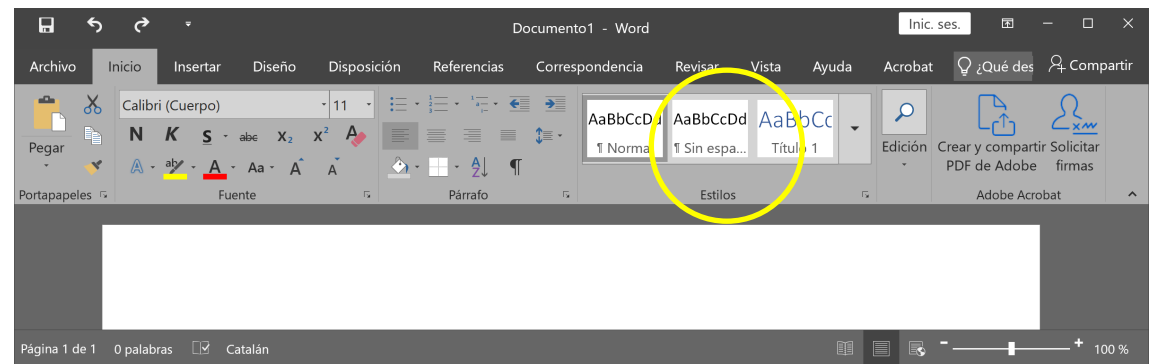 Documento1 - Word
Inic. ses.
Archivo Inicio Insertar Diseño Disposición Referencias Correspondencia Revisar Vista Ayuda Acrobat ¿Qué des Compartir
Calibri (Cuerpo) 11
N K S abc X₂ X² A
A aby A Aa A A
Pegar
Portapapeles
Fuente
Párrafo
AaBbCcDd AaBbCcDd AaBbCc
¶ Normal ¶ Sin espa... Título 1
Estilos
Edición
Crear y compartir
PDF de Adobe
Solicitar
firmas
Adobe Acrobat
Página 1 de 1 0 palabras Catalán 100 %